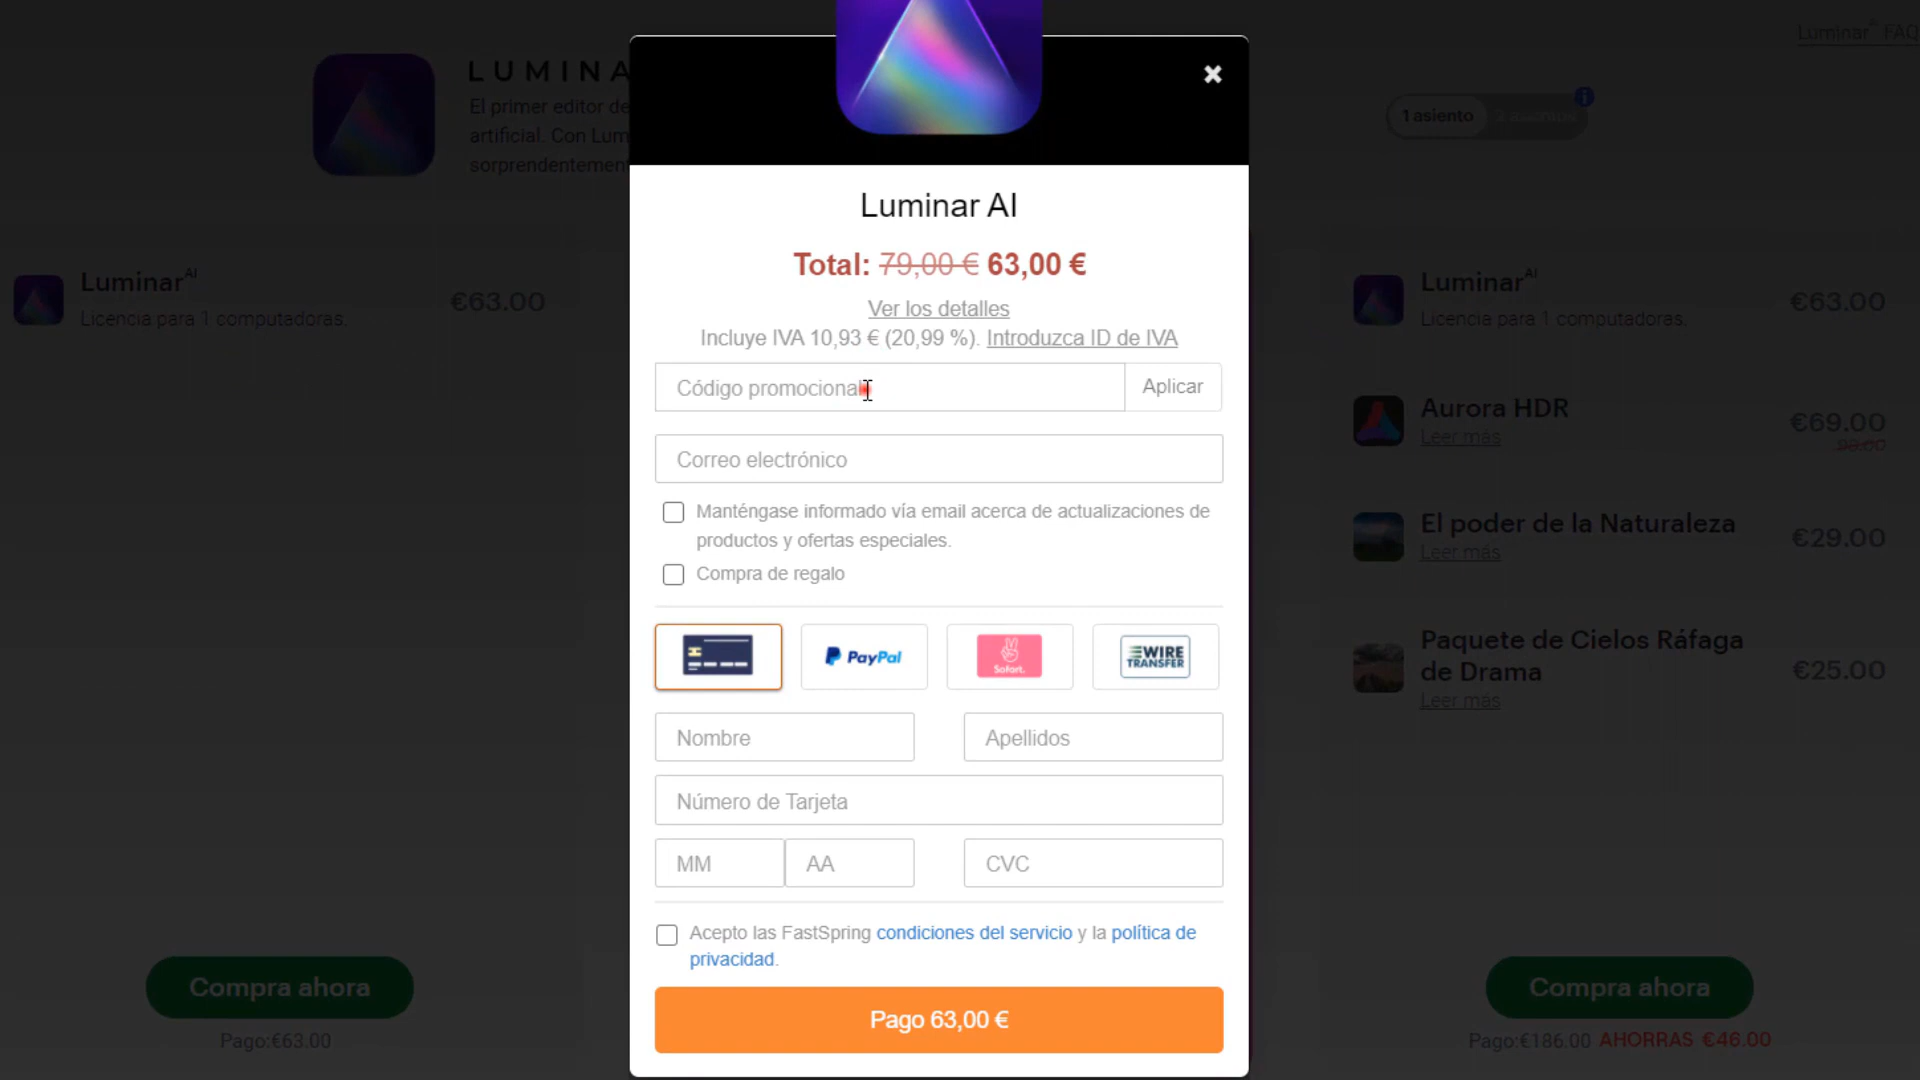 Luminar FAQ
LUMINA
El primer editor de
artificial. Con Lum
sorprendentemen
1 asiento
Luminar AI
€63.00
Licencia para 1 computadoras.
Compra ahora
Pago:€63.00
Luminar AI
Total: 79,00 € 63,00 €
Ver los detalles
Incluye IVA 10,93 € (20,99 %). Introduzca ID de IVA
Código promocional
Aplicar
Correo electrónico
Manténgase informado vía email acerca de actualizaciones de
productos y ofertas especiales.
Compra de regalo
PayPal
Sofort.
WIRE
TRANSFER
Nombre
Apellidos
Número de Tarjeta
MM
AA
CVC
Acepto las FastSpring condiciones del servicio y la política de
privacidad.
Pago 63,00 €
Luminar AI
€63.00
Licencia para 1 computadoras.
Aurora HDR
€69.00
Leer más
El poder de la Naturaleza
€29.00
Leer más
Paquete de Cielos Ráfaga
de Drama
€25.00
Leer más
Compra ahora
Pago:€186.00 AHORRAS €46.00